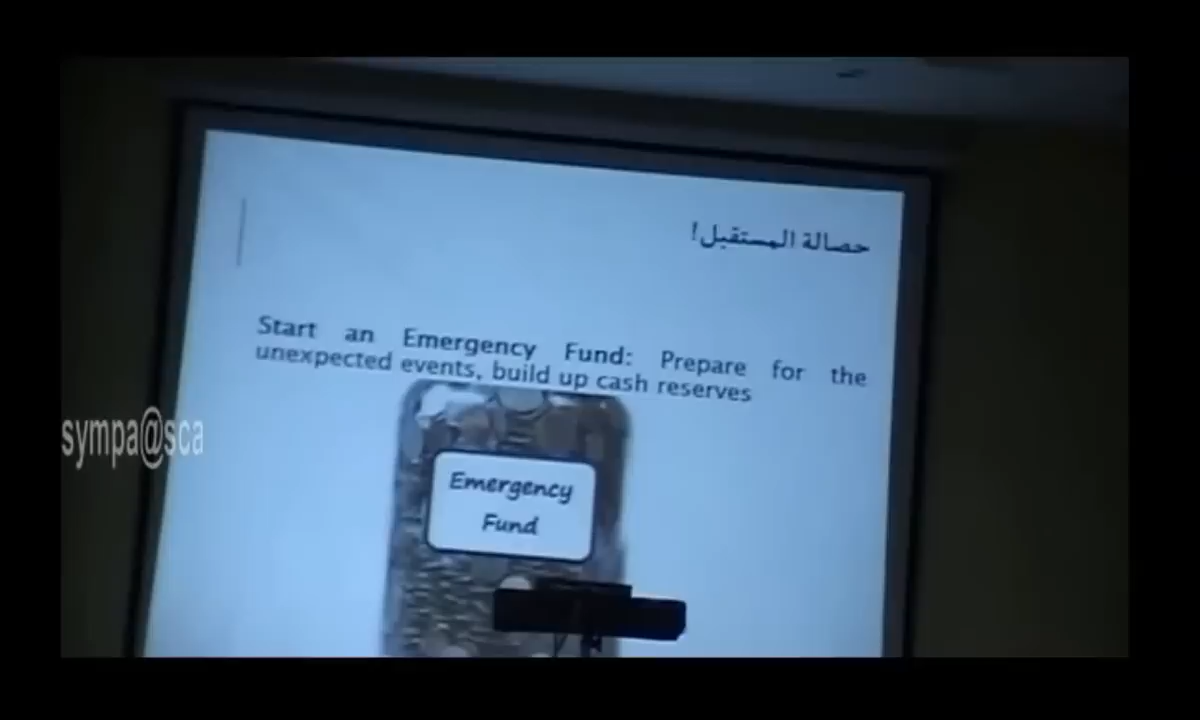 حصالة المستقبل!
Start an Emergency Fund: Prepare for the
unexpected events, build up cash reserves
sympa@sca
Emergency
Fund